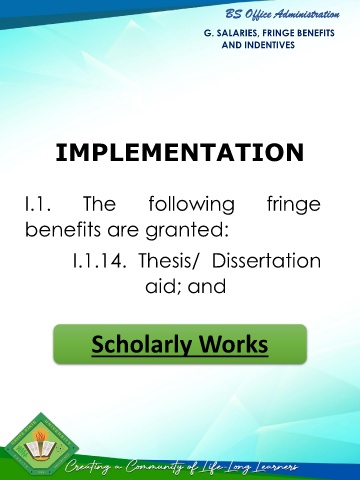 BS Office Administration
G. SALARIES, FRINGE BENEFITS
AND INDENTIVES
IMPLEMENTATION
I.1. The following fringe
benefits are granted:
I.1.14. Thesis/ Dissertation
aid; and
Scholarly Works
Creating a Community of Life-Long Learners